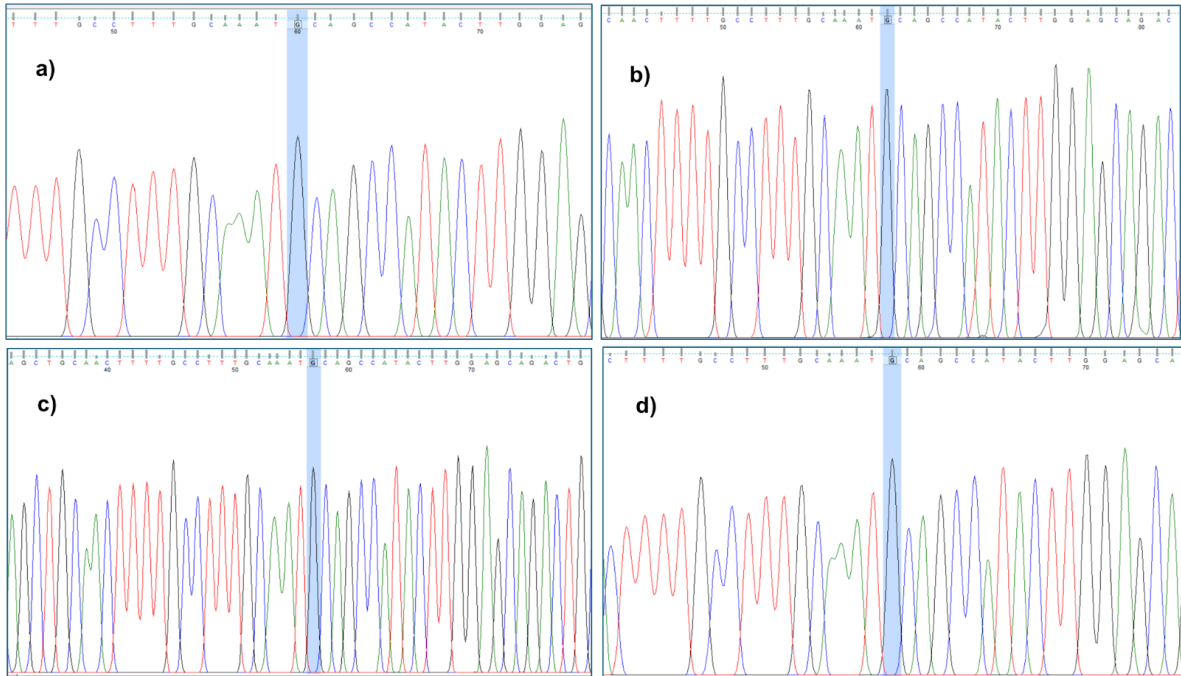 T T T G C C T T T G C A A A T G C A G C C A T A C T T G G A G
50 60 70
a)
C A A C T T T T G C C T T T G C A A A T G C A G C C A T A C T T G G A G C A G A C
50 60 70 80
b)
A G C T G C A A C T T T T G C C T T T G C A A A T G C A G C C A T A C T T G G A G C A G A C T G
40 50 60 70
c)
C T T T T G C C T T T G C A A A T G C A G C C A T A C T T G G A G C A
50 60 70
d)